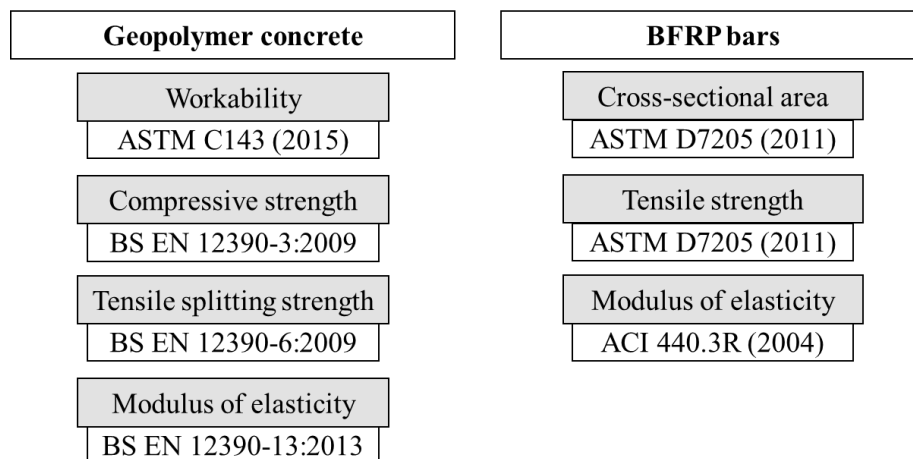 Geopolymer concrete
Workability
ASTM C143 (2015)
Compressive strength
BS EN 12390-3:2009
Tensile splitting strength
BS EN 12390-6:2009
Modulus of elasticity
BS EN 12390-13:2013
BFRP bars
Cross-sectional area
ASTM D7205 (2011)
Tensile strength
ASTM D7205 (2011)
Modulus of elasticity
ACI 440.3R (2004)